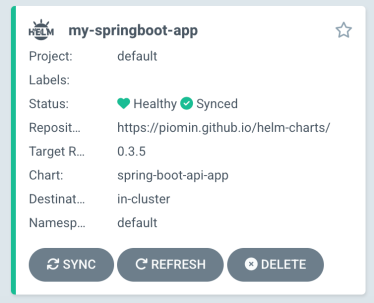 HELM my-springboot-app
Project: default
Labels:
Status: Healthy Synced
Reposit... https://piomin.github.io/helm-charts/
Target R... 0.3.5
Chart: spring-boot-api-app
Destinat... in-cluster
Namesp... default
SYNC REFRESH DELETE